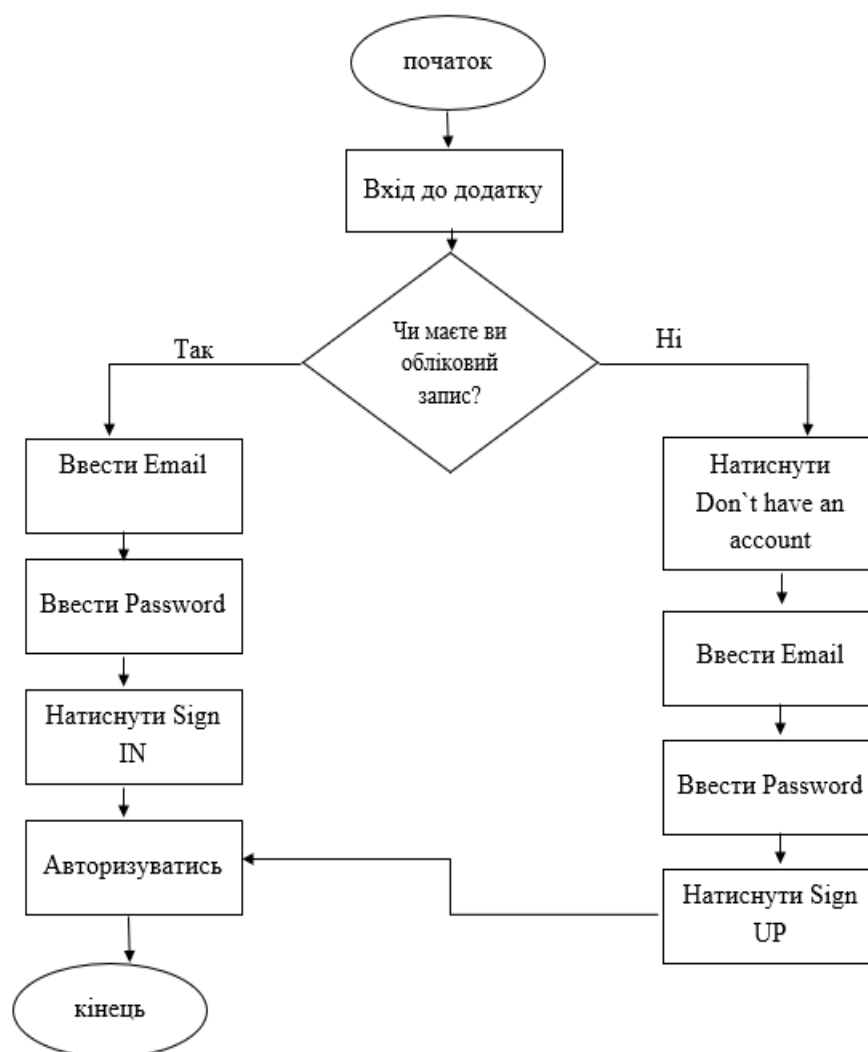 початок
Вхід до додатку
Чи маєте ви
обліковий
запис?
Так
Ні
Ввести Email
Ввести Password
Натиснути Sign
IN
Авторизуватись
кінець
Натиснути
Don`t have an
account
Ввести Email
Ввести Password
Натиснути Sign
UP